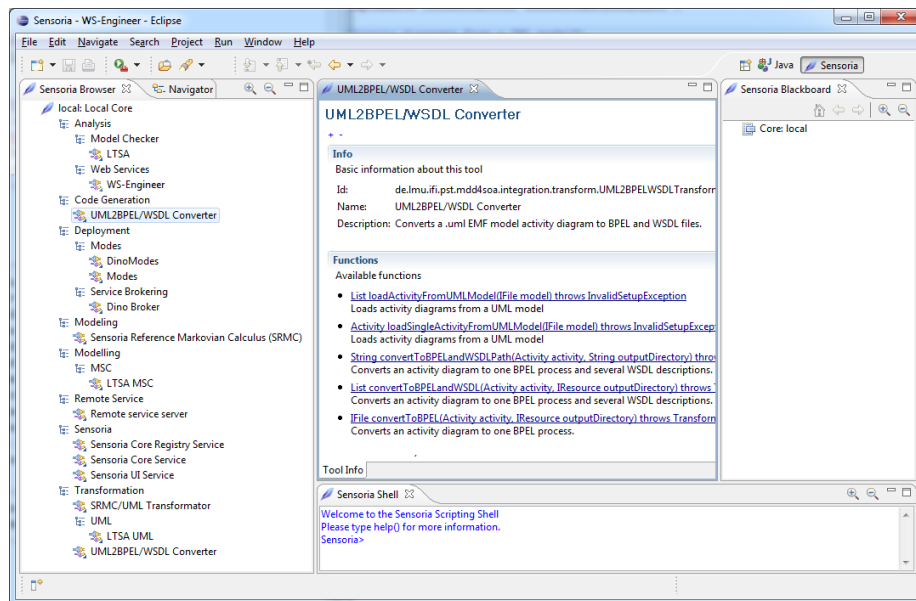 Sensoria - WS-Engineer - Eclipse
File Edit Navigate Search Project Run Window Help
Java Sensoria
Sensoria Browser Navigator
local: Local Core
Analysis
Model Checker
LTSA
Web Services
WS-Engineer
Code Generation
UML2BPEL/WSDL Converter
Deployment
Modes
DinoModes
Modes
Service Brokering
Dino Broker
Modeling
Sensoria Reference Markovian Calculus (SRMC)
Modelling
MSC
LTSA MSC
Remote Service
Remote service server
Sensoria
Sensoria Core Registry Service
Sensoria Core Service
Sensoria UI Service
Transformation
SRMC/UML Transformator
UML
LTSA UML
UML2BPEL/WSDL Converter
UML2BPEL/WSDL Converter
UML2BPEL/WSDL Converter
+ -
Info
Basic information about this tool
Id: de.lmu.ifi.pst.mdd4soa.integration.transform.UML2BPELWSDLTransform
Name: UML2BPEL/WSDL Converter
Description: Converts a .uml EMF model activity diagram to BPEL and WSDL files.
Functions
Available functions
List loadActivityFromUMLModel(IFile model) throws InvalidSetupException
Loads activity diagrams from a UML model
Activity loadSingleActivityFromUMLModel(IFile model) throws InvalidSetupExcept
Loads activity diagrams from a UML model
String convertToBPELandWSDLPath(Activity activity, String outputDirectory) throw
Converts an activity diagram to one BPEL process and several WSDL descriptions.
List convertToBPELandWSDL(Activity activity, IResource outputDirectory) throws T
Converts an activity diagram to one BPEL process and several WSDL descriptions.
IFile convertToBPEL(Activity activity, IResource outputDirectory) throws Transform
Converts an activity diagram to one BPEL process.
Tool Info
Sensoria Blackboard
Core: local
Sensoria Shell
Welcome to the Sensoria Scripting Shell
Please type help() for more information.
Sensoria>